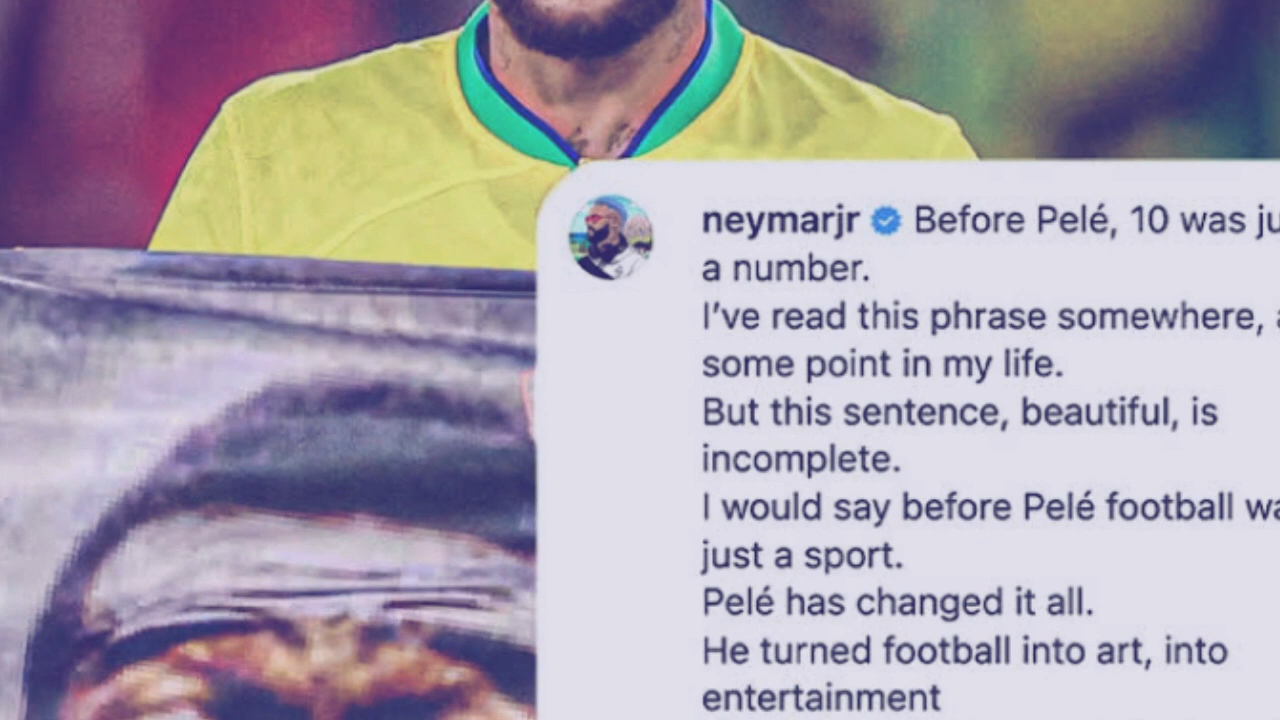 neymarjr Before Pelé, 10 was ju
a number.
I've read this phrase somewhere,
some point in my life.
But this sentence, beautiful, is
incomplete.
I would say before Pelé football wa
just a sport.
Pelé has changed it all.
He turned football into art, into
entertainment